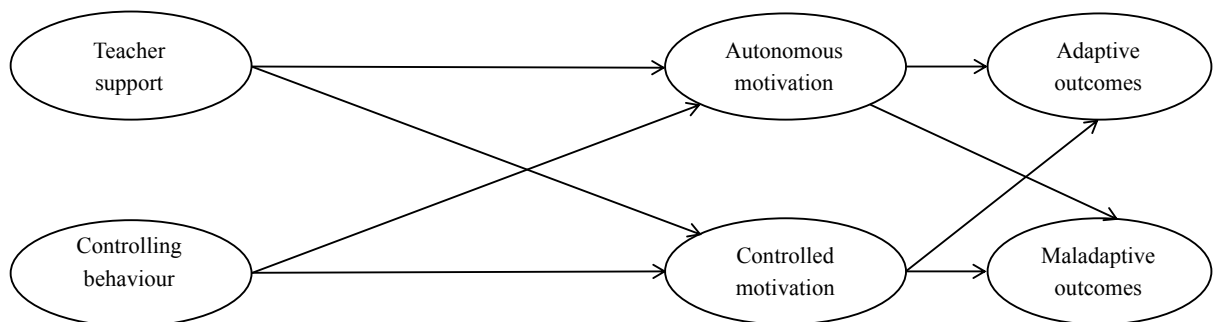 Teacher
support
Autonomous
motivation
Adaptive
outcomes
Controlling
behaviour
Controlled
motivation
Maladaptive
outcomes